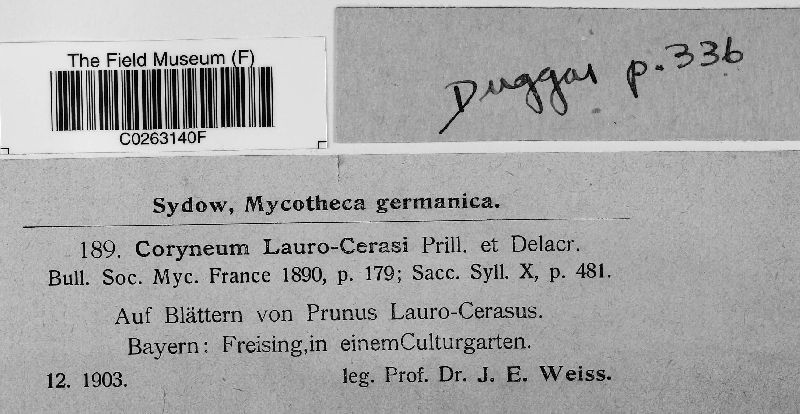 The Field Museum (F)
C0263140F
Duggar p. 336
Sydow, Mycotheca germanica.
189. Coryneum Lauro-Cerasi Prill. et Delacr.
Bull. Soc. Myc. France 1890, p. 179; Sacc. Syll. X, p. 481.
Auf Blättern von Prunus Lauro-Cerasus.
Bayern: Freising,in einemCulturgarten.
12. 1903. leg. Prof. Dr. J. E. Weiss.